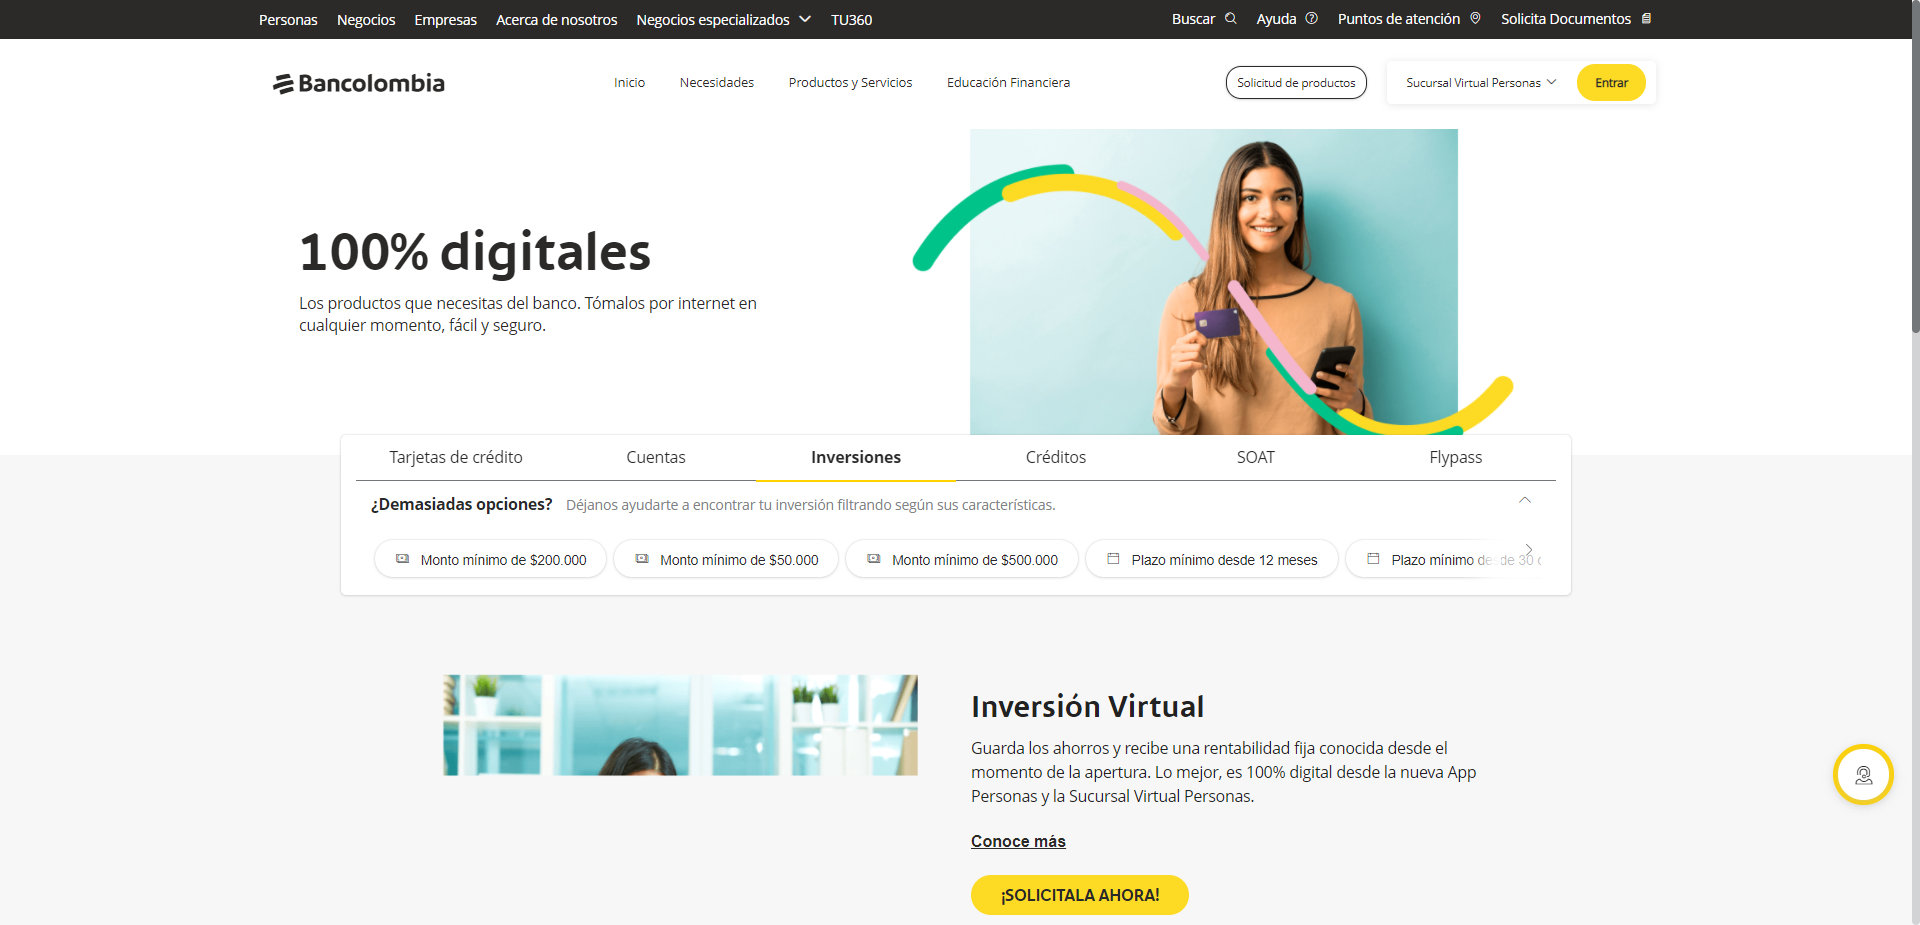 Personas Negocios Empresas Acerca de nosotros Negocios especializados TU360 Buscar Ayuda Puntos de atención Solicita Documentos
Bancolombia Inicio Necesidades Productos y Servicios Educación Financiera Solicitud de productos Sucursal Virtual Personas Entrar
100% digitales
Los productos que necesitas del banco. Tómalos por internet en
cualquier momento, fácil y seguro.
Tarjetas de crédito Cuentas Inversiones Créditos SOAT Flypass
¿Demasiadas opciones? Déjanos ayudarte a encontrar tu inversión filtrando según sus características.
Monto mínimo de $200.000 Monto mínimo de $50.000 Monto mínimo de $500.000 Plazo mínimo desde 12 meses Plazo mínimo desde 30
Inversión Virtual
Guarda los ahorros y recibe una rentabilidad fija conocida desde el
momento de la apertura. Lo mejor, es 100% digital desde la nueva App
Personas y la Sucursal Virtual Personas.
Conoce más
¡SOLICITALA AHORA!